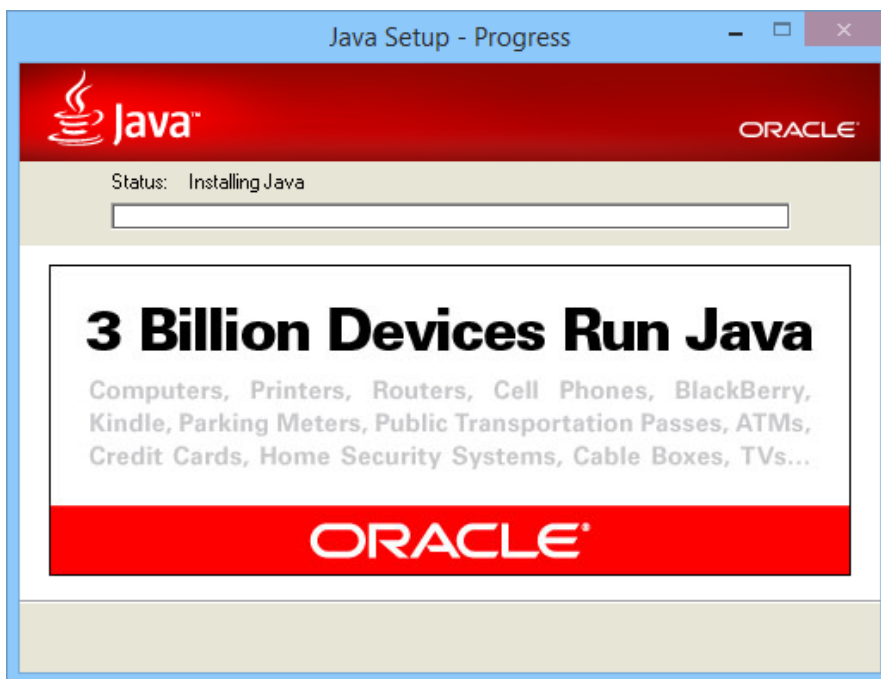 Java Setup - Progress
Java™
ORACLE®
Status: Installing Java
3 Billion Devices Run Java
Computers, Printers, Routers, Cell Phones, BlackBerry,
Kindle, Parking Meters, Public Transportation Passes, ATMs,
Credit Cards, Home Security Systems, Cable Boxes, TVs...
ORACLE®